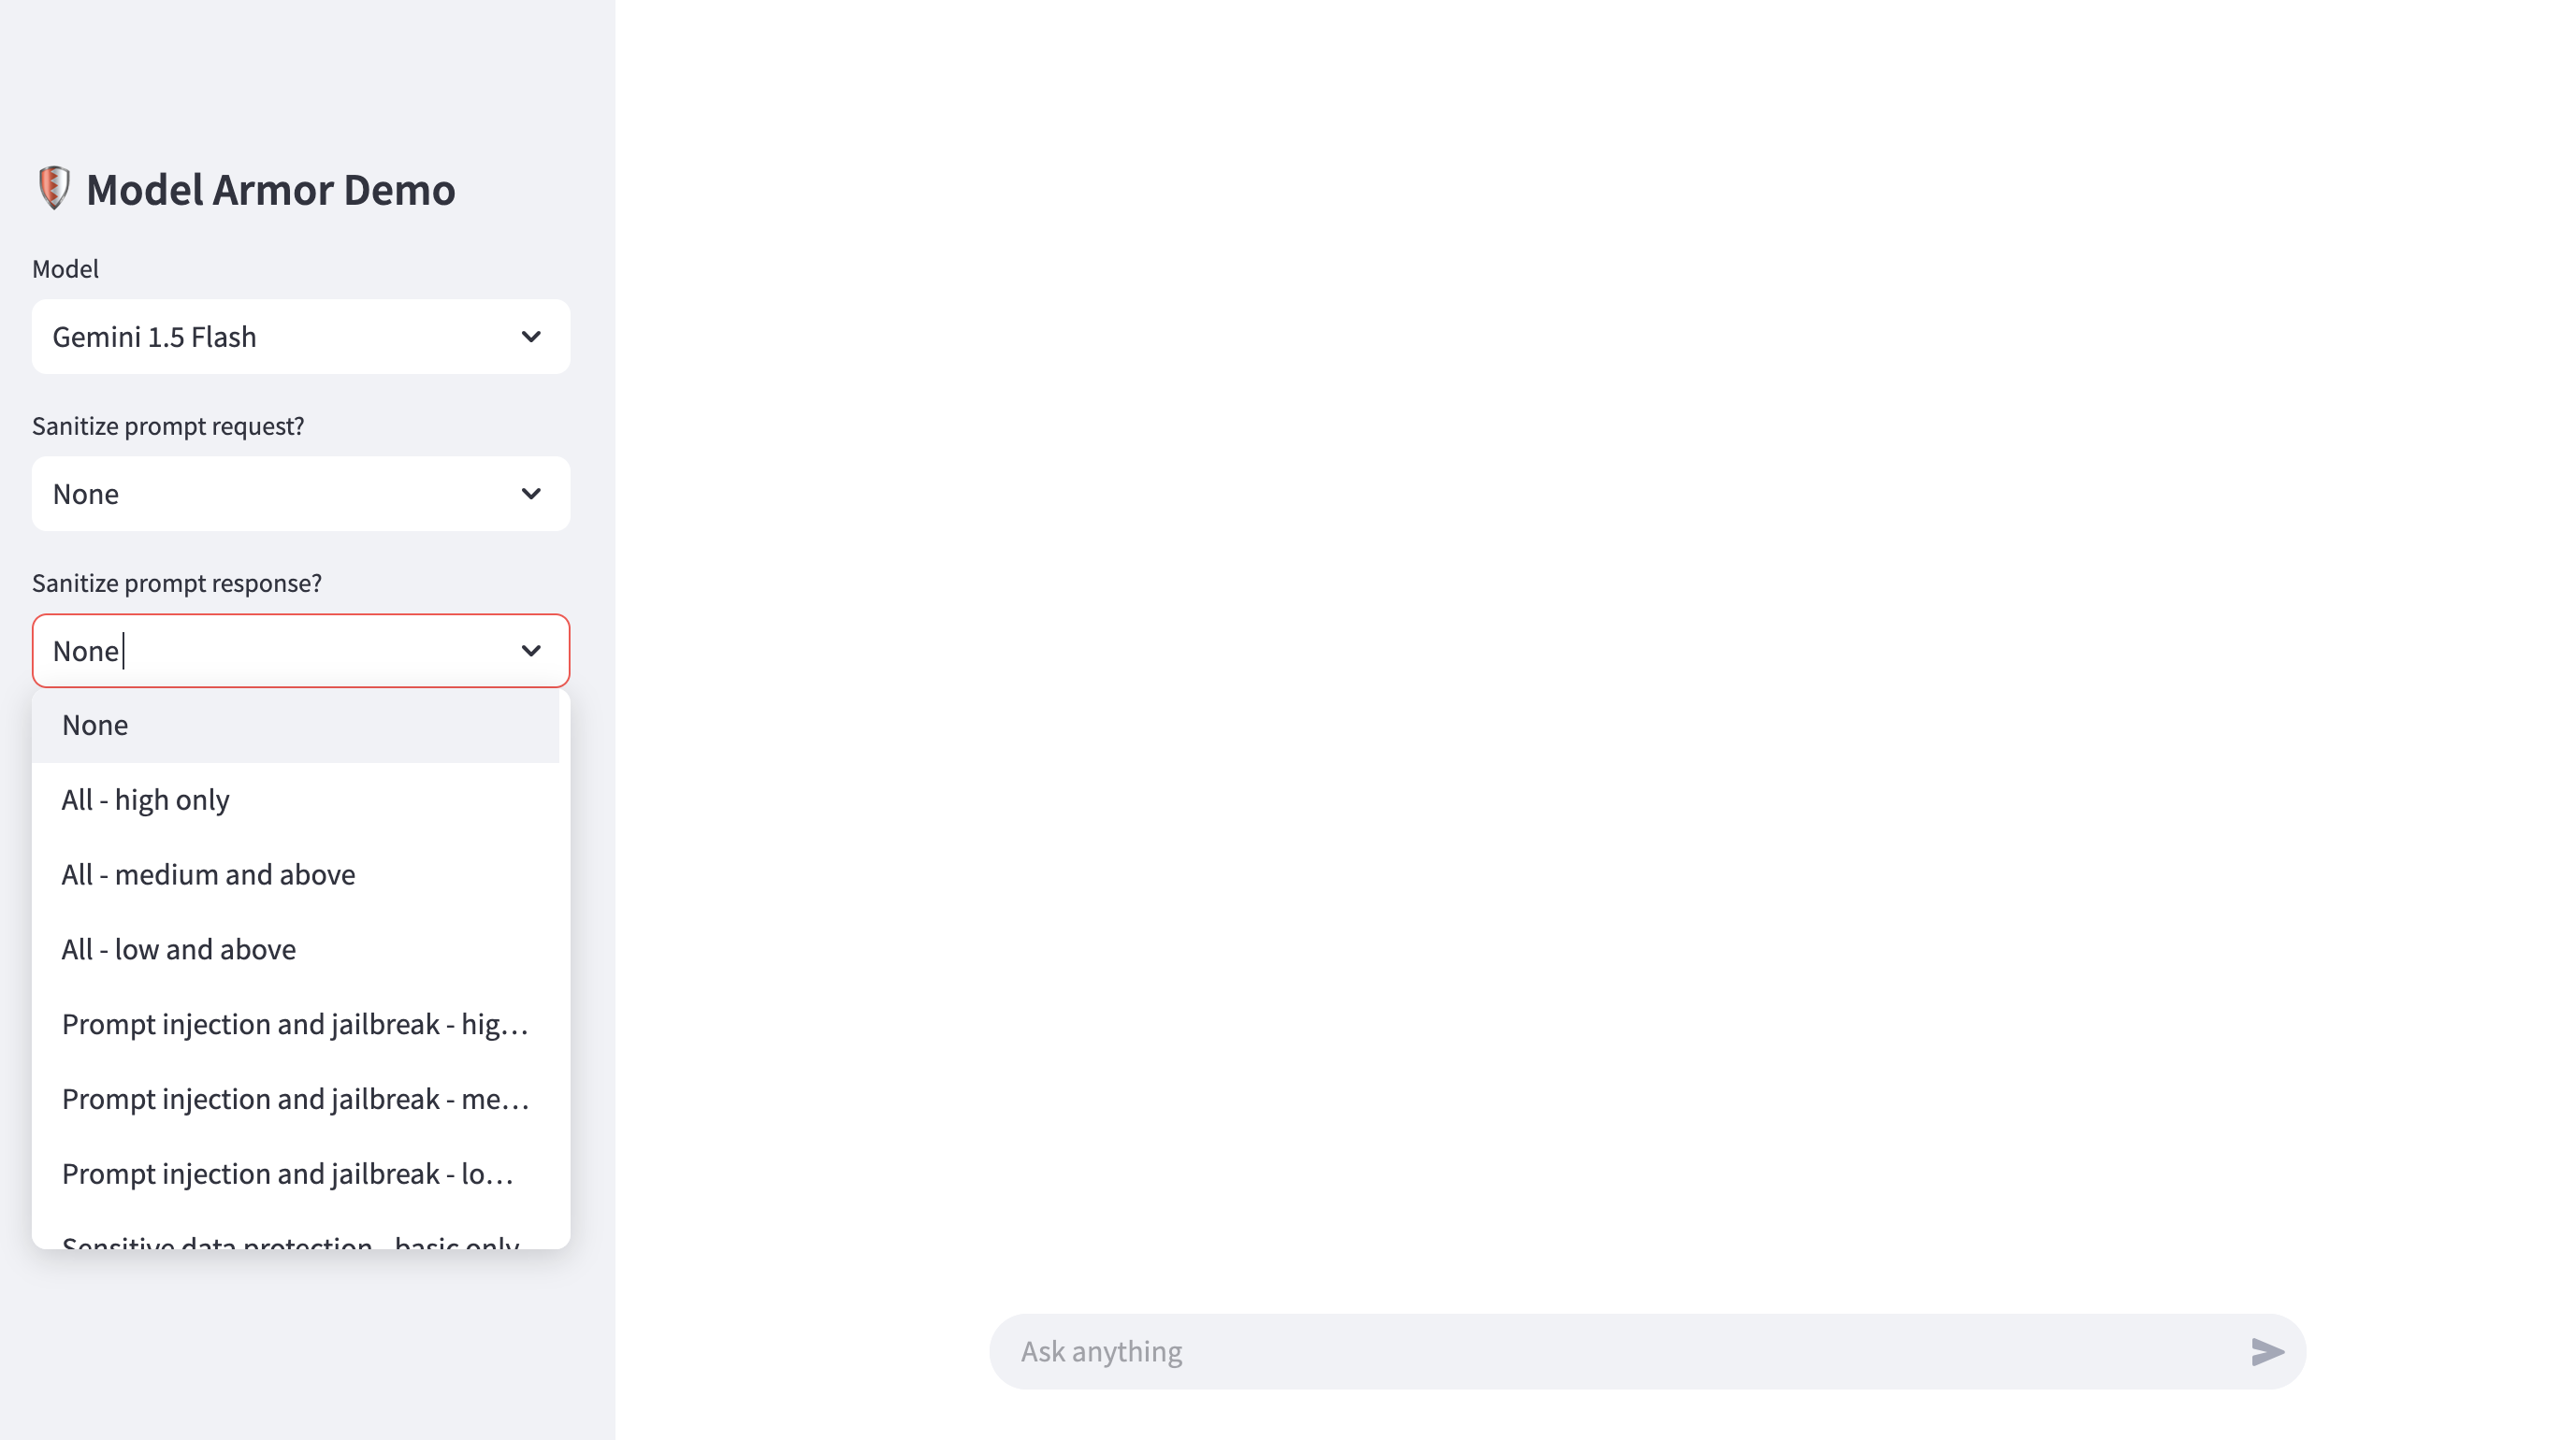 Model Armor Demo
Model
Gemini 1.5 Flash
Sanitize prompt request?
None
Sanitize prompt response?
None
None
All - high only
All - medium and above
All - low and above
Prompt injection and jailbreak - hig...
Prompt injection and jailbreak - me...
Prompt injection and jailbreak - lo...
Sensitive data protection - basic only
Ask anything